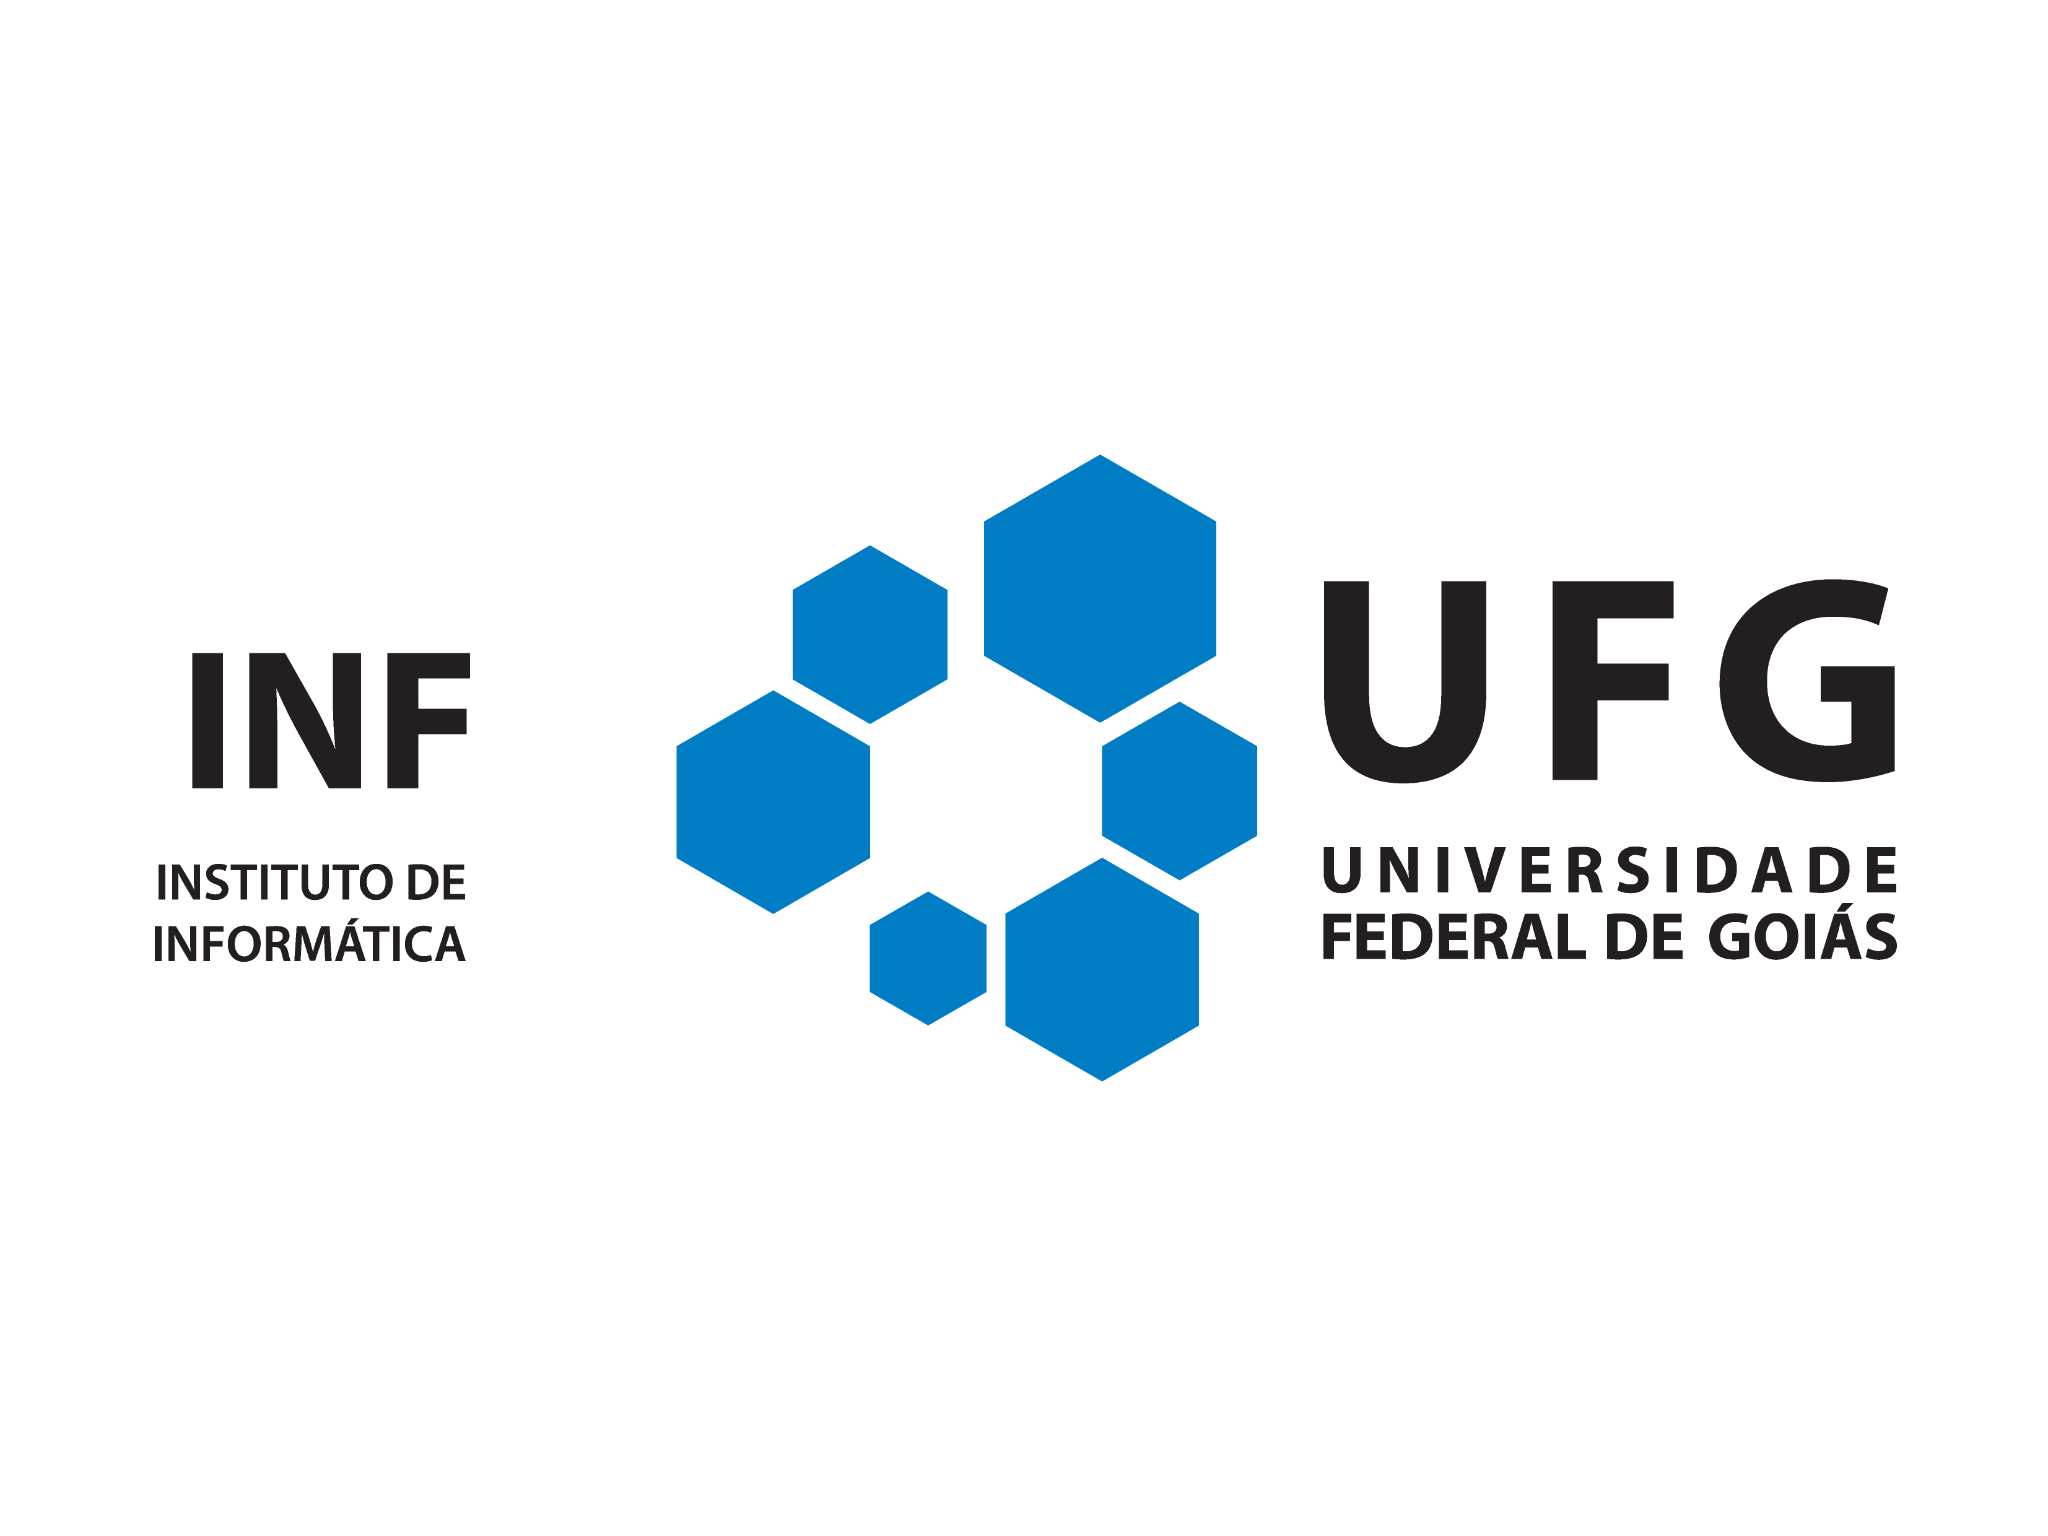 INF
INSTITUTO DE
INFORMÁTICA
UFG
UNIVERSIDADE
FEDERAL DE GOIÁS